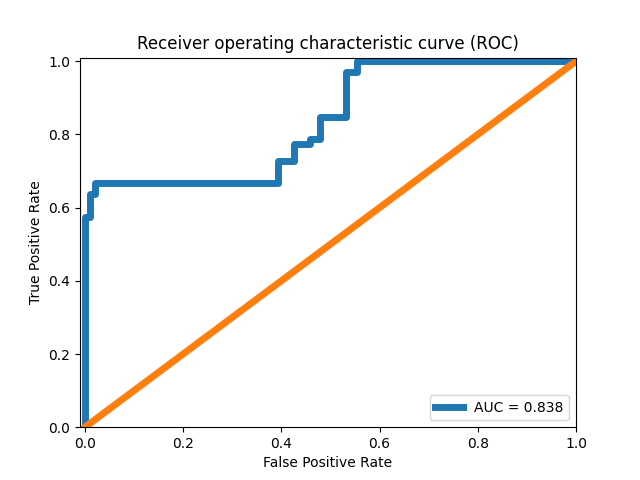 Receiver operating characteristic curve (ROC)
True Positive Rate
1.0
0.8
0.6
0.4
0.2
0.0
0.0 0.2 0.4 0.6 0.8 1.0
False Positive Rate
AUC = 0.838